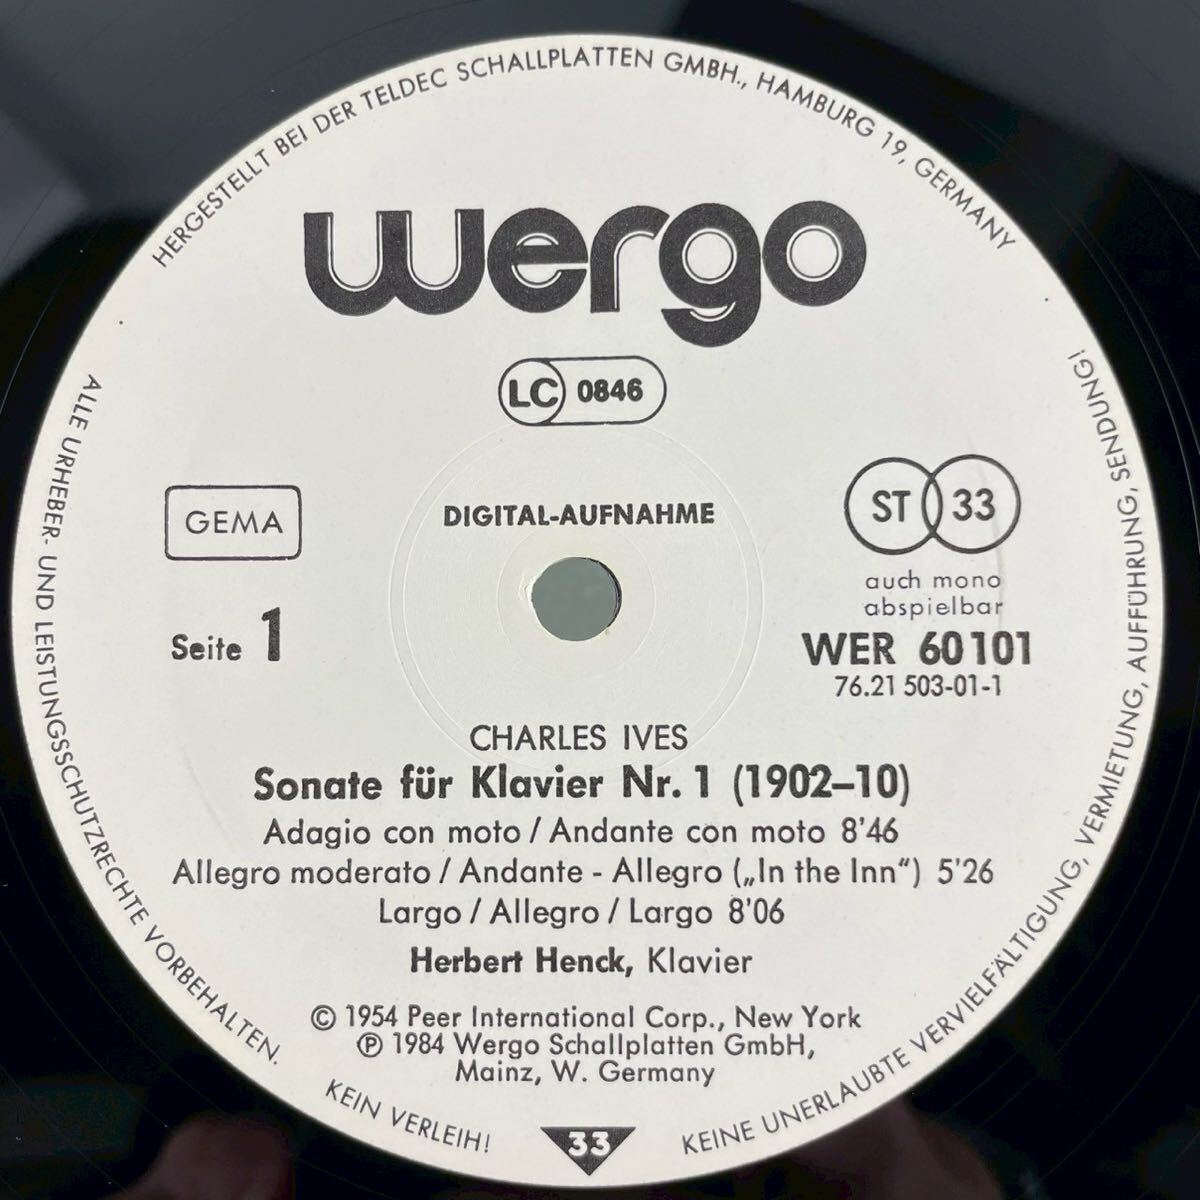 HERGESTELLT BEI DER TELDEC SCHALLPLATTEN GMBH., HAMBURG 19, GERMANY
wergo
LC 0846
GEMA
DIGITAL-AUFNAHME
ST 33
auch mono
abspielbar
Seite 1
WER 60101
76.21 503-01-1
CHARLES IVES
Sonate für Klavier Nr. 1 (1902–10)
Adagio con moto / Andante con moto 8'46
Allegro moderato / Andante - Allegro („In the Inn“) 5'26
Largo / Allegro / Largo 8'06
Herbert Henck, Klavier
© 1954 Peer International Corp., New York
℗ 1984 Wergo Schallplatten GmbH,
Mainz, W. Germany
ALLE URHEBER- UND LEISTUNGSSCHUTZRECHTE VORBEHALTEN.
KEIN VERLEIH!
33
KEINE UNERLAUBTE VERVIELFÄLTIGUNG, VERMIETUNG, AUFFÜHRUNG, SENDUNG!